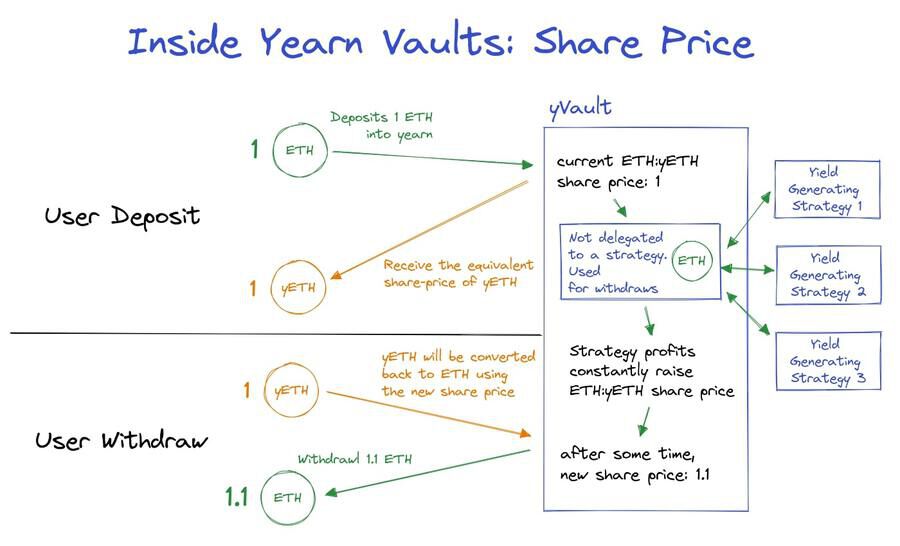 Inside Yearn Vaults: Share Price
yVault
1
ETH
Deposits 1 ETH
into yearn
current ETH:yETH
share price: 1
Yield
Generating
Strategy 1
User Deposit
Not delegated
to a strategy.
Used
for withdraws
ETH
Yield
Generating
Strategy 2
1
yETH
Receive the equivalent
share-price of yETH
Strategy profits
constantly raise
ETH:yETH share price
Yield
Generating
Strategy 3
1
yETH
yETH will be converted
back to ETH using
the new share price
User Withdraw
Withdrawl 1.1 ETH
after some time,
new share price: 1.1
1.1
ETH